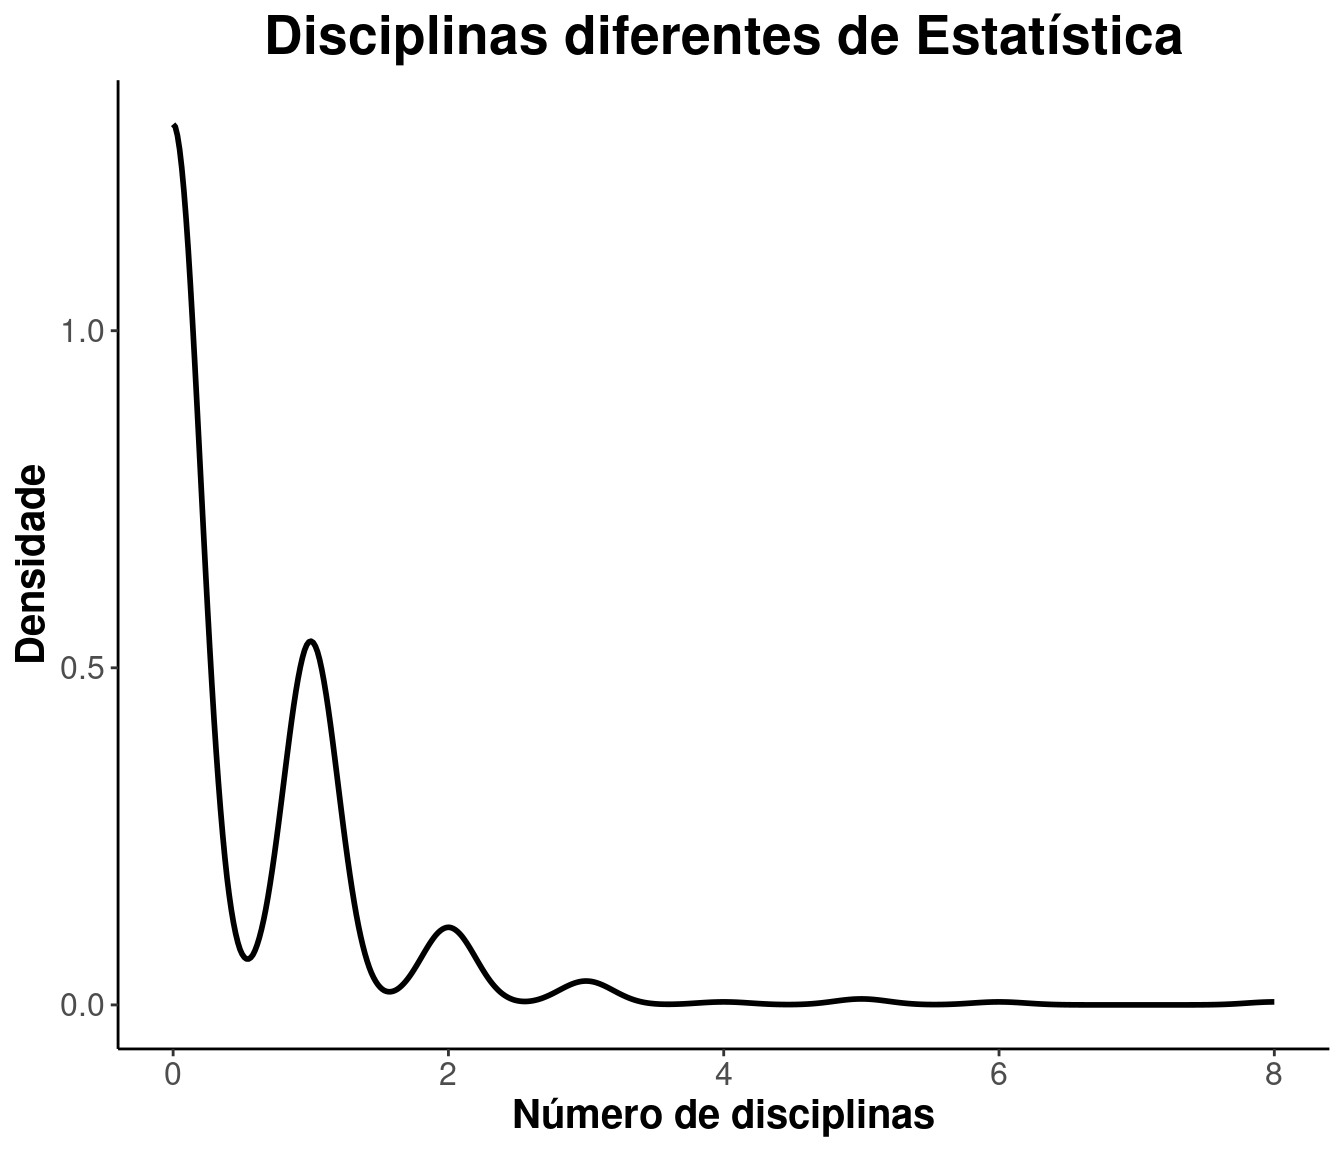 Disciplinas diferentes de Estatística
Densidade
1.0
0.5
0.0
0 2 4 6 8
Número de disciplinas